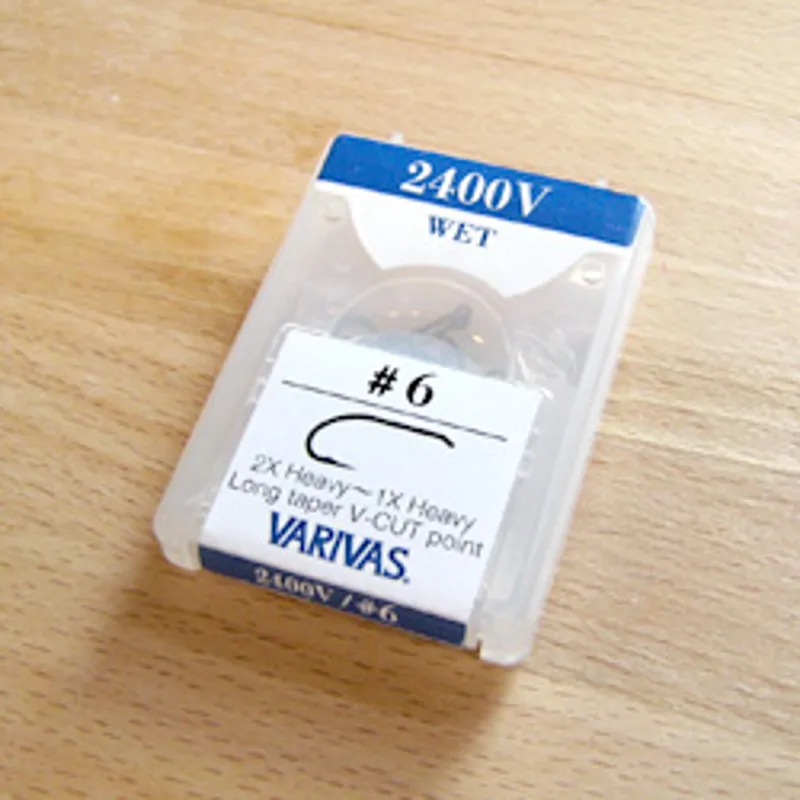 2400V
WET
#6
2X Heavy~1X Heavy
Long taper V-CUT point
VARIVAS®
2400V / #6